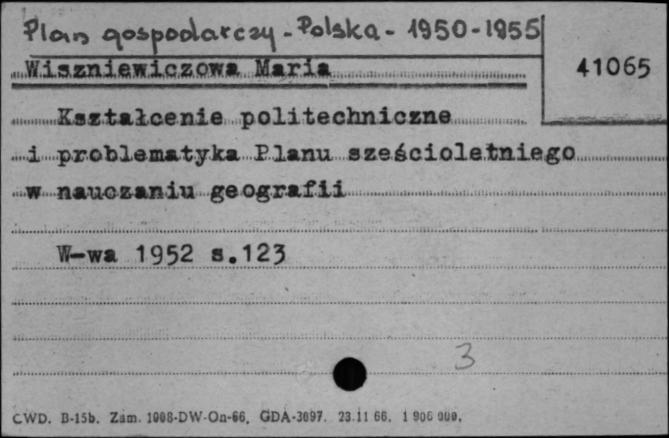 Plan gospodarczy - Polska - 1950-1955
Wiszniewiczowa Maria
41065
Kształcenie politechniczne
i problematyka Planu sześcioletniego
w nauczaniu geografii
W-wa 1952 s.123
3
CWD. B-15b. Zam. 1008-DW-On-66. GDA-3097. 23.11 66. 1 900 000.